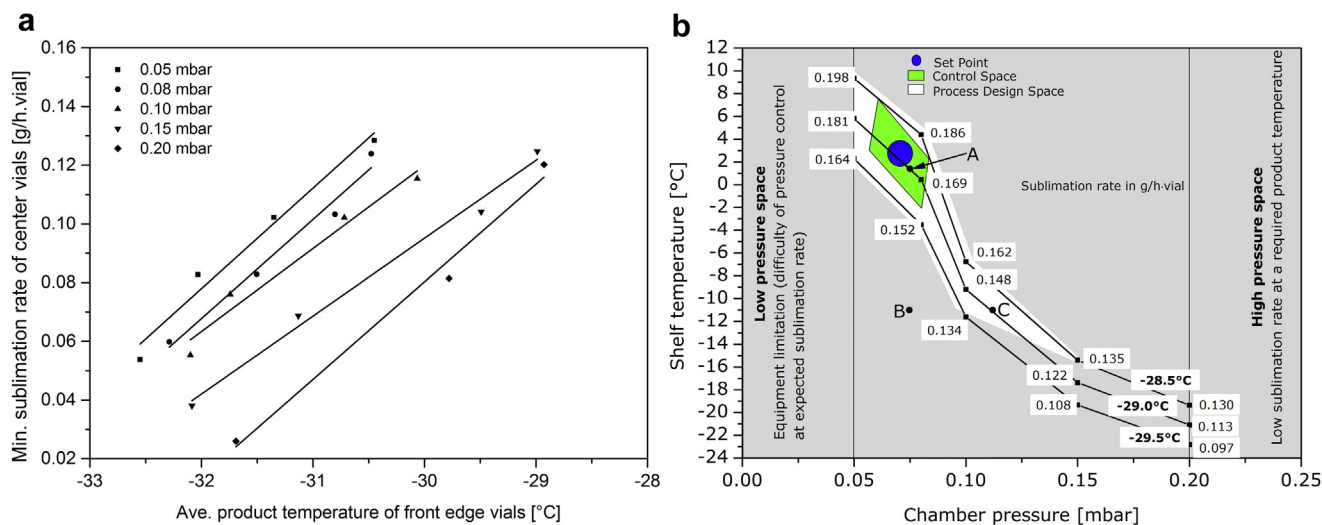 a
0.16
0.14
0.12
0.10
0.08
0.06
0.04
0.02
Min. sublimation rate of center vials [g/h.vial]
0.05 mbar
0.08 mbar
0.10 mbar
0.15 mbar
0.20 mbar
-33
-32
-31
-30
-29
-28
Ave. product temperature of front edge vials [°C]
b
12
10
8
6
4
2
0
-2
-4
-6
-8
-10
-12
-14
-16
-18
-20
-22
-24
Shelf temperature [°C]
Low pressure space
Equipment limitation (difficulty of pressure control
at expected sublimation rate)
Set Point
Control Space
Process Design Space
0.198
0.181
0.164
0.186
A
0.169
Sublimation rate in g/h·vial
0.152
0.162
0.148
B
C
0.134
0.135
0.122
-28.5°C
0.108
-29.0°C
0.130
0.113
-29.5°C
0.097
High pressure space
Low sublimation rate at a required product temperature
0.00
0.05
0.10
0.15
0.20
0.25
Chamber pressure [mbar]